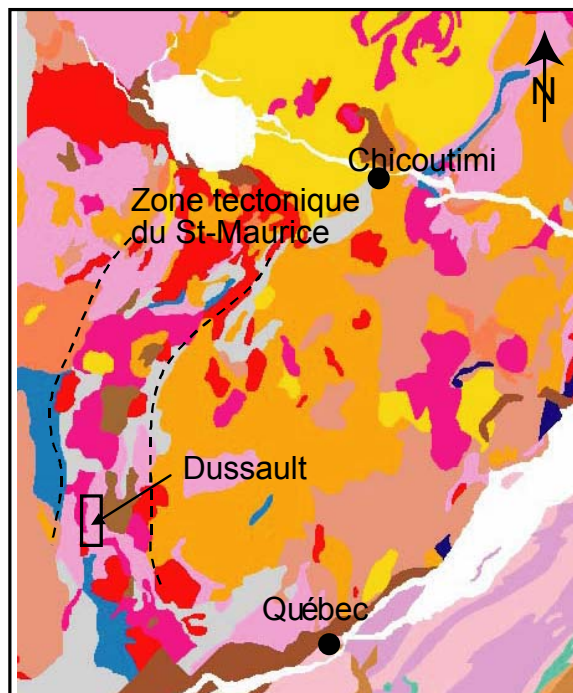 N
Chicoutimi
Zone tectonique
du St-Maurice
Dussault
Québec